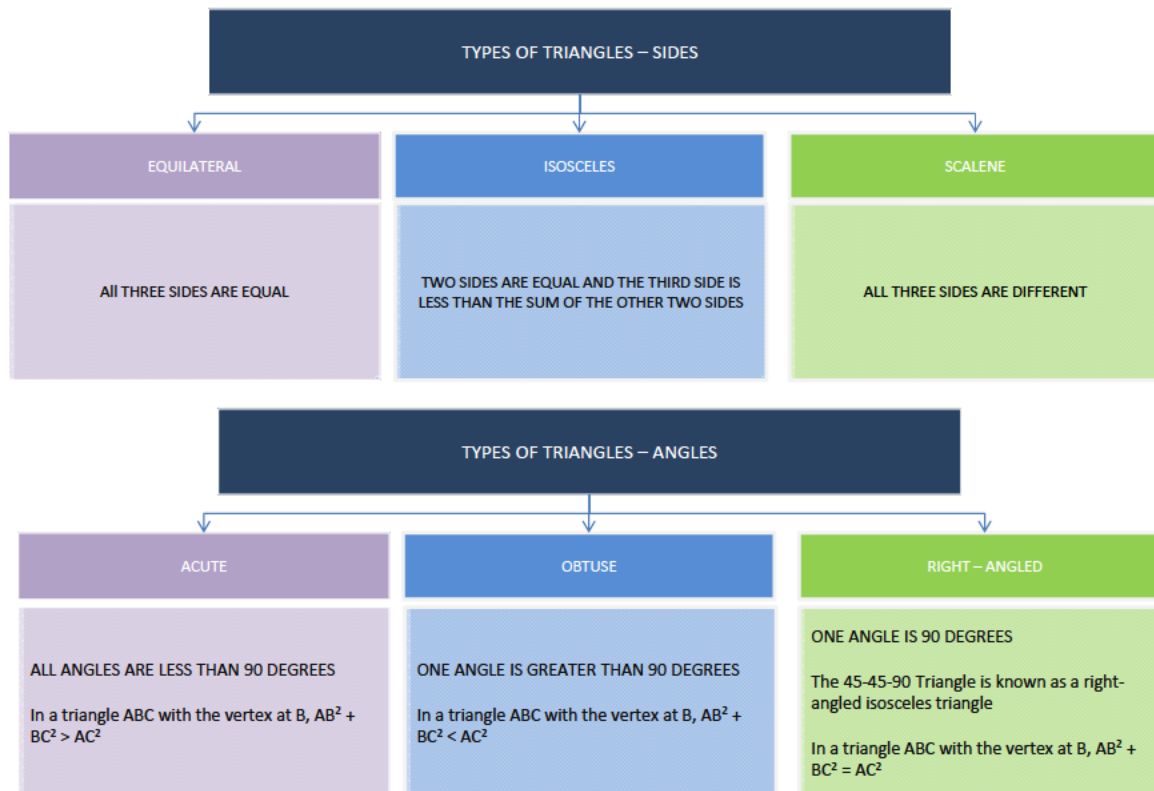 TYPES OF TRIANGLES – SIDES
EQUILATERAL
All THREE SIDES ARE EQUAL
ISOSCELES
TWO SIDES ARE EQUAL AND THE THIRD SIDE IS
LESS THAN THE SUM OF THE OTHER TWO SIDES
SCALENE
ALL THREE SIDES ARE DIFFERENT
TYPES OF TRIANGLES – ANGLES
ACUTE
ALL ANGLES ARE LESS THAN 90 DEGREES
In a triangle ABC with the vertex at B, AB² +
BC² > AC²
OBTUSE
ONE ANGLE IS GREATER THAN 90 DEGREES
In a triangle ABC with the vertex at B, AB² +
BC² < AC²
RIGHT – ANGLED
ONE ANGLE IS 90 DEGREES
The 45-45-90 Triangle is known as a right-
angled isosceles triangle
In a triangle ABC with the vertex at B, AB² +
BC² = AC²